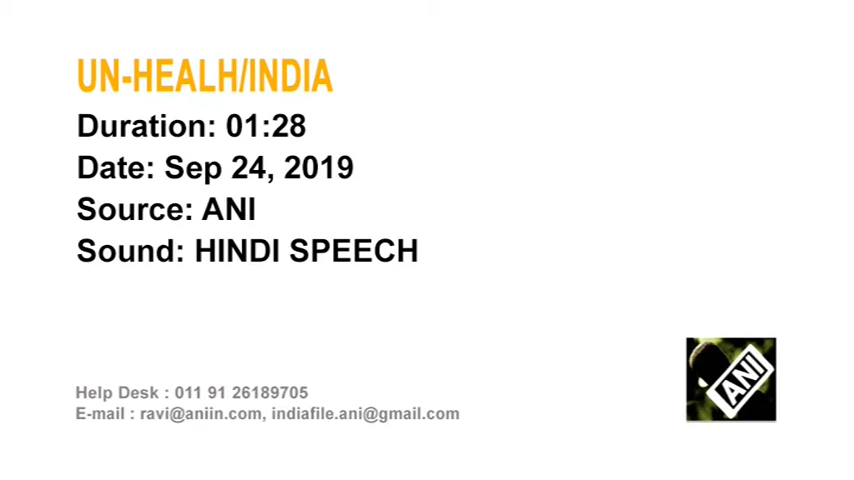 UN-HEALH/INDIA
Duration: 01:28
Date: Sep 24, 2019
Source: ANI
Sound: HINDI SPEECH
Help Desk : 011 91 26189705
E-mail : ravi@aniin.com, indiafile.ani@gmail.com
ANI